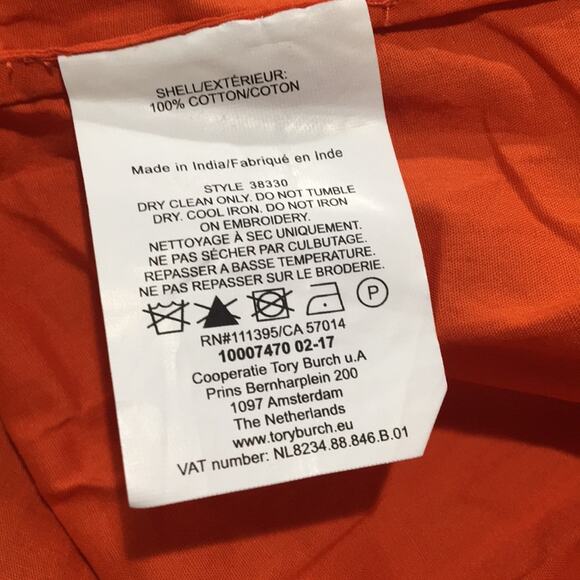 SHELL/EXTÉRIEUR:
100% COTTON/COTON
Made in India/Fabriqué en Inde
STYLE 38330
DRY CLEAN ONLY. DO NOT TUMBLE
DRY. COOL IRON. DO NOT IRON
ON EMBROIDERY.
NETTOYAGE À SEC UNIQUEMENT.
NE PAS SÉCHER PAR CULBUTAGE.
REPASSER A BASSE TEMPERATURE.
NE PAS REPASSER SUR LE BRODERIE.
P
RN#111395/CA 57014
10007470 02-17
Cooperatie Tory Burch u.A
Prins Bernharplein 200
1097 Amsterdam
The Netherlands
www.toryburch.eu
VAT number: NL8234.88.846.B.01